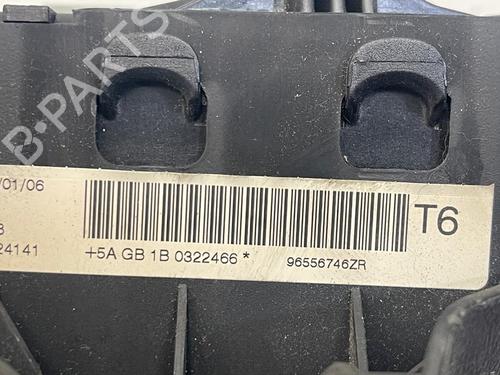 B-PARTS
/01/06
T6
24141
+5A GB 1B 0322466*
96556746ZR